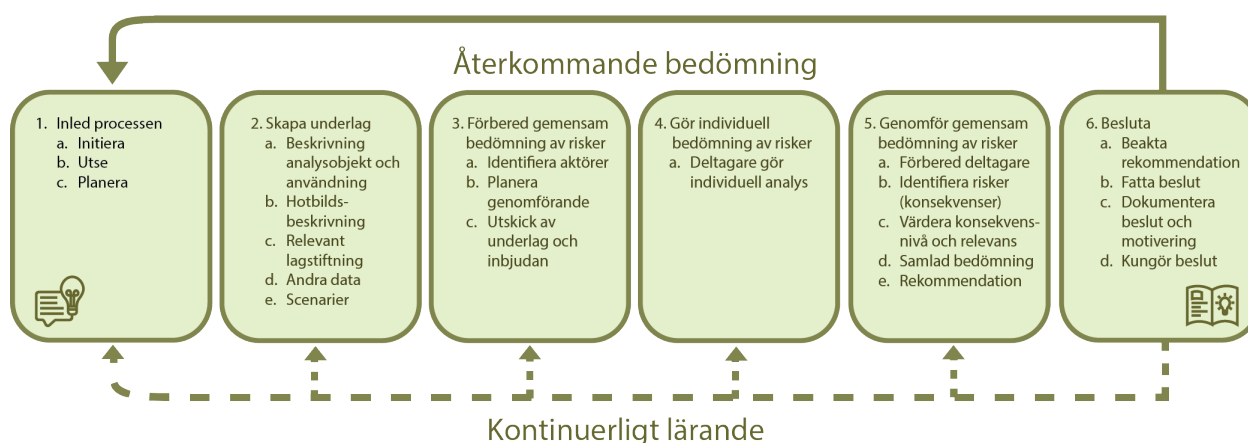 Återkommande bedömning
1. Inled processen
a. Initiera
b. Utse
c. Planera
2. Skapa underlag
a. Beskrivning
analysobjekt och
användning
b. Hotbilds-
beskrivning
c. Relevant
lagstiftning
d. Andra data
e. Scenarier
3. Förbered gemensam
bedömning av risker
a. Identifiera aktörer
b. Planera
genomförande
c. Utskick av
underlag och
inbjudan
4. Gör individuell
bedömning av risker
a. Deltagare gör
individuell analys
5. Genomför gemensam
bedömning av risker
a. Förbered deltagare
b. Identifiera risker
(konsekvenser)
c. Värdera konsekvens-
nivå och relevans
d. Samlad bedömning
e. Rekommendation
6. Besluta
a. Beakta
rekommendation
b. Fatta beslut
c. Dokumentera
beslut och
motivering
d. Kungör beslut
Kontinuerligt lärande